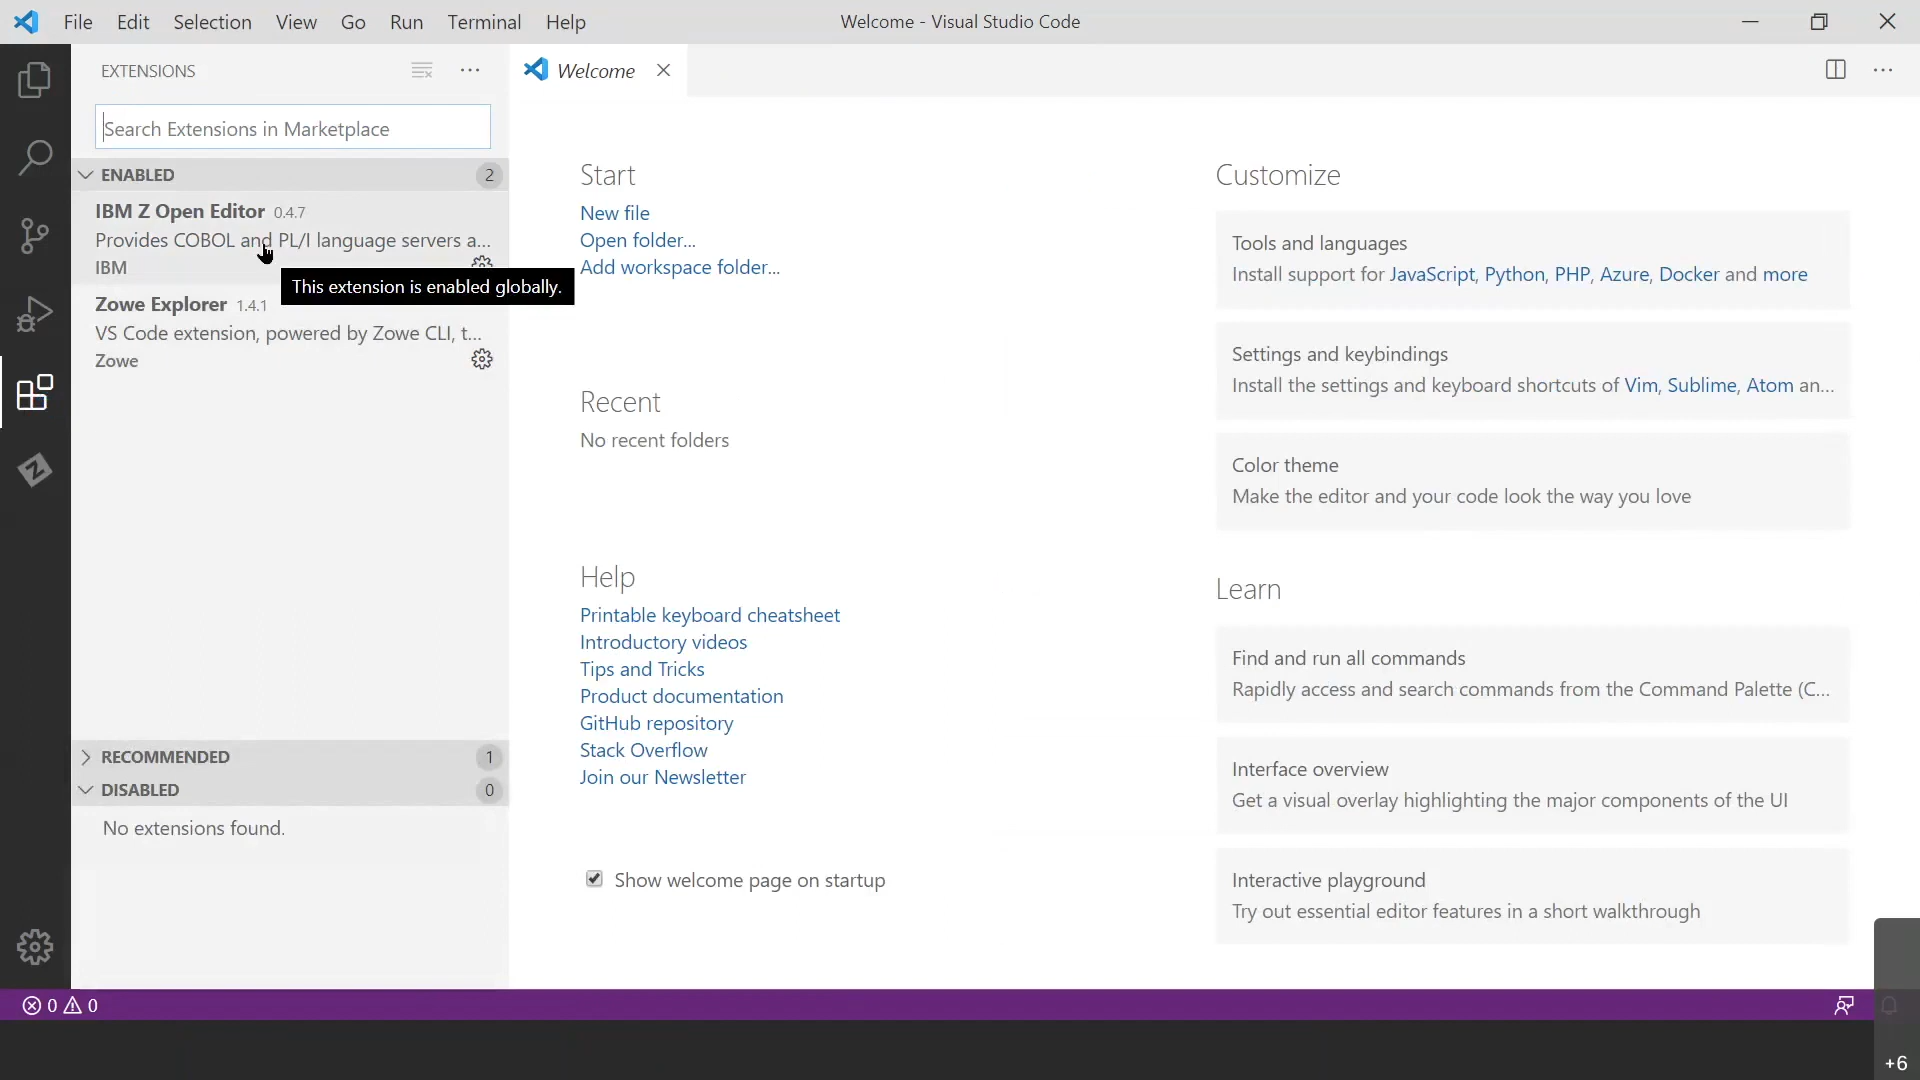 File Edit Selection View Go Run Terminal Help
Welcome - Visual Studio Code
EXTENSIONS
Welcome
Search Extensions in Marketplace
ENABLED 2
IBM Z Open Editor 0.4.7
Provides COBOL and PL/I language servers a...
IBM
This extension is enabled globally.
Zowe Explorer 1.4.1
VS Code extension, powered by Zowe CLI, t...
Zowe
RECOMMENDED 1
DISABLED 0
No extensions found.
Start
New file
Open folder...
Add workspace folder...
Recent
No recent folders
Help
Printable keyboard cheatsheet
Introductory videos
Tips and Tricks
Product documentation
GitHub repository
Stack Overflow
Join our Newsletter
Show welcome page on startup
Customize
Tools and languages
Install support for JavaScript, Python, PHP, Azure, Docker and more
Settings and keybindings
Install the settings and keyboard shortcuts of Vim, Sublime, Atom an...
Color theme
Make the editor and your code look the way you love
Learn
Find and run all commands
Rapidly access and search commands from the Command Palette (C...
Interface overview
Get a visual overlay highlighting the major components of the UI
Interactive playground
Try out essential editor features in a short walkthrough
0 0
+6